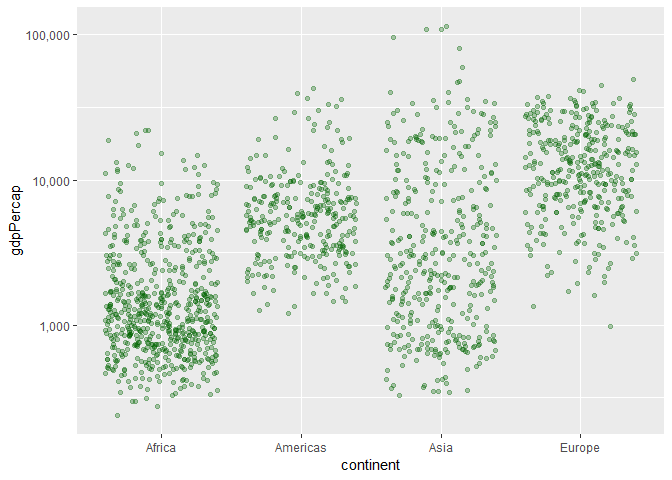 100,000
10,000
1,000
gdpPercap
Africa
Americas
Asia
Europe
continent